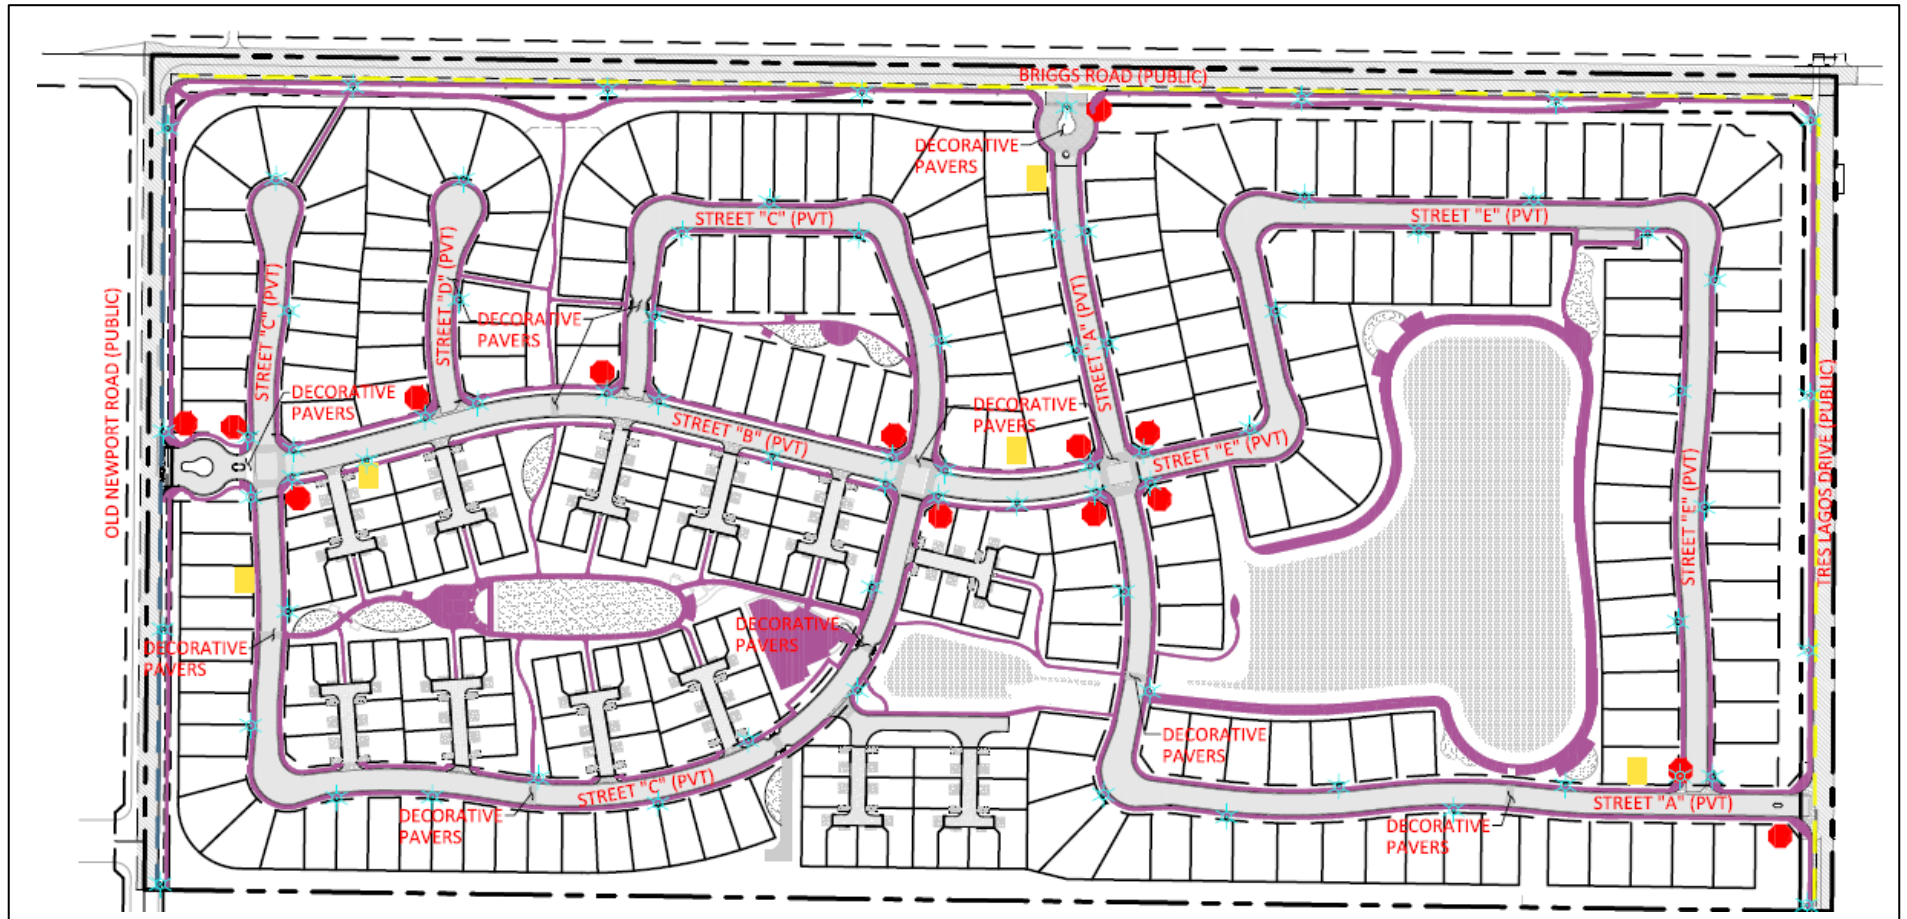 BRIGGS ROAD (PUBLIC)
DECORATIVE
PAVERS
STREET "C" (PVT)
STREET "E" (PVT)
STREET "D" (PVT)
STREET "C" (PVT)
STREET "A" (PVT)
OLD NEWPORT ROAD (PUBLIC)
DECORATIVE
PAVERS
DECORATIVE
PAVERS
DECORATIVE
PAVERS
TRES LAGOS DRIVE (PUBLIC)
STREET "B" (PVT)
STREET "E" (PVT)
STREET "E" (PVT)
DECORATIVE
PAVERS
DECORATIVE
PAVERS
DECORATIVE
PAVERS
STREET "C" (PVT)
STREET "A" (PVT)
DECORATIVE
PAVERS
DECORATIVE
PAVERS